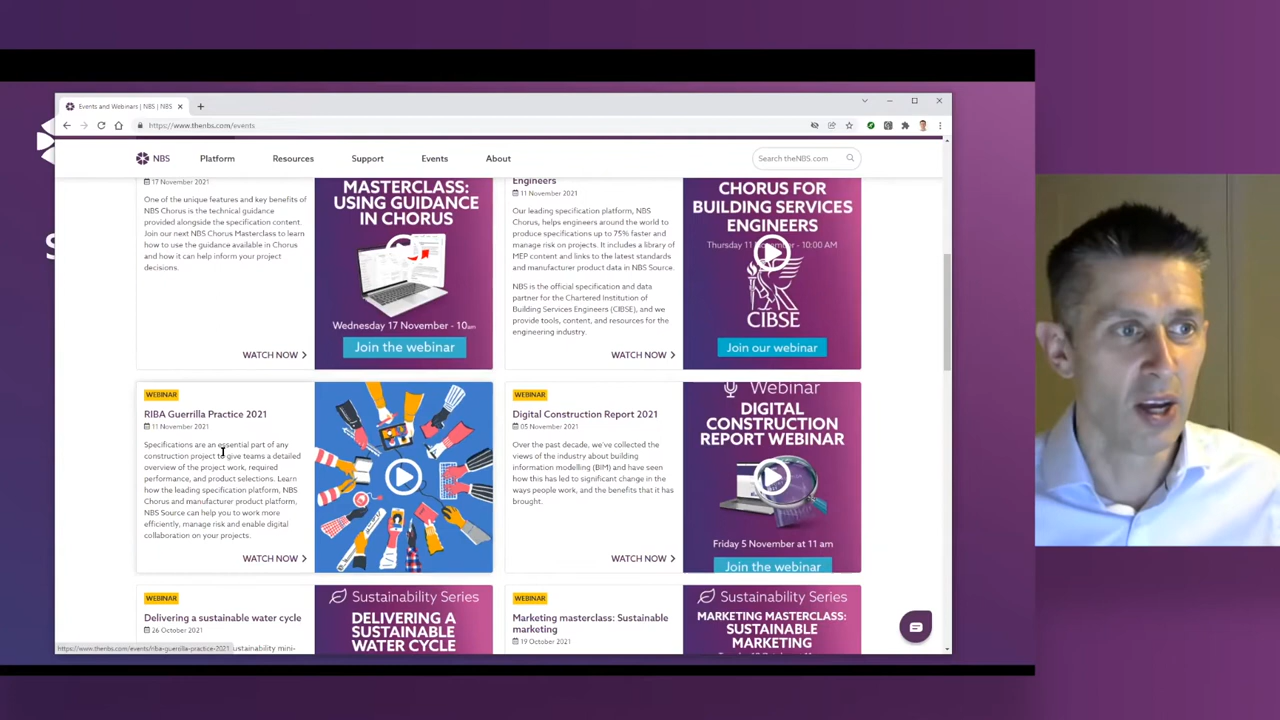 S
Events and Webinars | NBS | NBS
https://www.thenbs.com/events
NBS
Platform
Resources
Support
Events
About
Search theNBS com
17 November 2021
One of the unique features and key benefits of
NBS Chorus is the technical guidance
provided alongside the specification content.
Join our next NBS Chorus Masterclass to learn
how to use the guidance available in Chorus
and how it can help inform your project
decisions.
WATCH NOW
MASTERCLASS:
USING GUIDANCE
IN CHORUS
Wednesday 17 November - 10am
Join the webinar
Engineers
11 November 2021
Our leading specification platform, NBS
Chorus, helps engineers around the world to
produce specifications up to 75% faster and
manage risk on projects. It includes a library of
MEP content and links to the latest standards
and manufacturer product data in NBS Source.
NBS is the official specification and data
partner for the Chartered Institution of
Building Services Engineers (CIBSE), and we
provide tools, content, and resources for the
engineering industry.
WATCH NOW
CHORUS FOR
BUILDING SERVICES
ENGINEERS
Thursday 11 November - 10:00 AM
CIBSE
Join our webinar
WEBINAR
RIBA Guerrilla Practice 2021
11 November 2021
Specifications are an essential part of any
construction project to give teams a detailed
overview of the project work, required
performance, and product selections. Learn
how the leading specification platform, NBS
Chorus and manufacturer product platform,
NBS Source can help you to work more
efficiently, manage risk and enable digital
collaboration on your projects.
WATCH NOW
WEBINAR
Digital Construction Report 2021
05 November 2021
Over the past decade, we've collected the
views of the industry about building
information modelling (BIM) and have seen
how this has led to significant change in the
ways people work, and the benefits that it has
brought.
WATCH NOW
Webinar
DIGITAL
CONSTRUCTION
REPORT WEBINAR
Friday 5 November at 11 am
Join the webinar
WEBINAR
Delivering a sustainable water cycle
26 October 2021
ustainability mini-
Sustainability Series
DELIVERING A
SUSTAINABLE
WATER CYCLE
WEBINAR
Marketing masterclass: Sustainable
marketing
19 October 2021
Sustainability Series
MARKETING MASTERCLASS:
SUSTAINABLE
MARKETING
https://www.thenbs.com/events/riba-guerilla-practice-2021